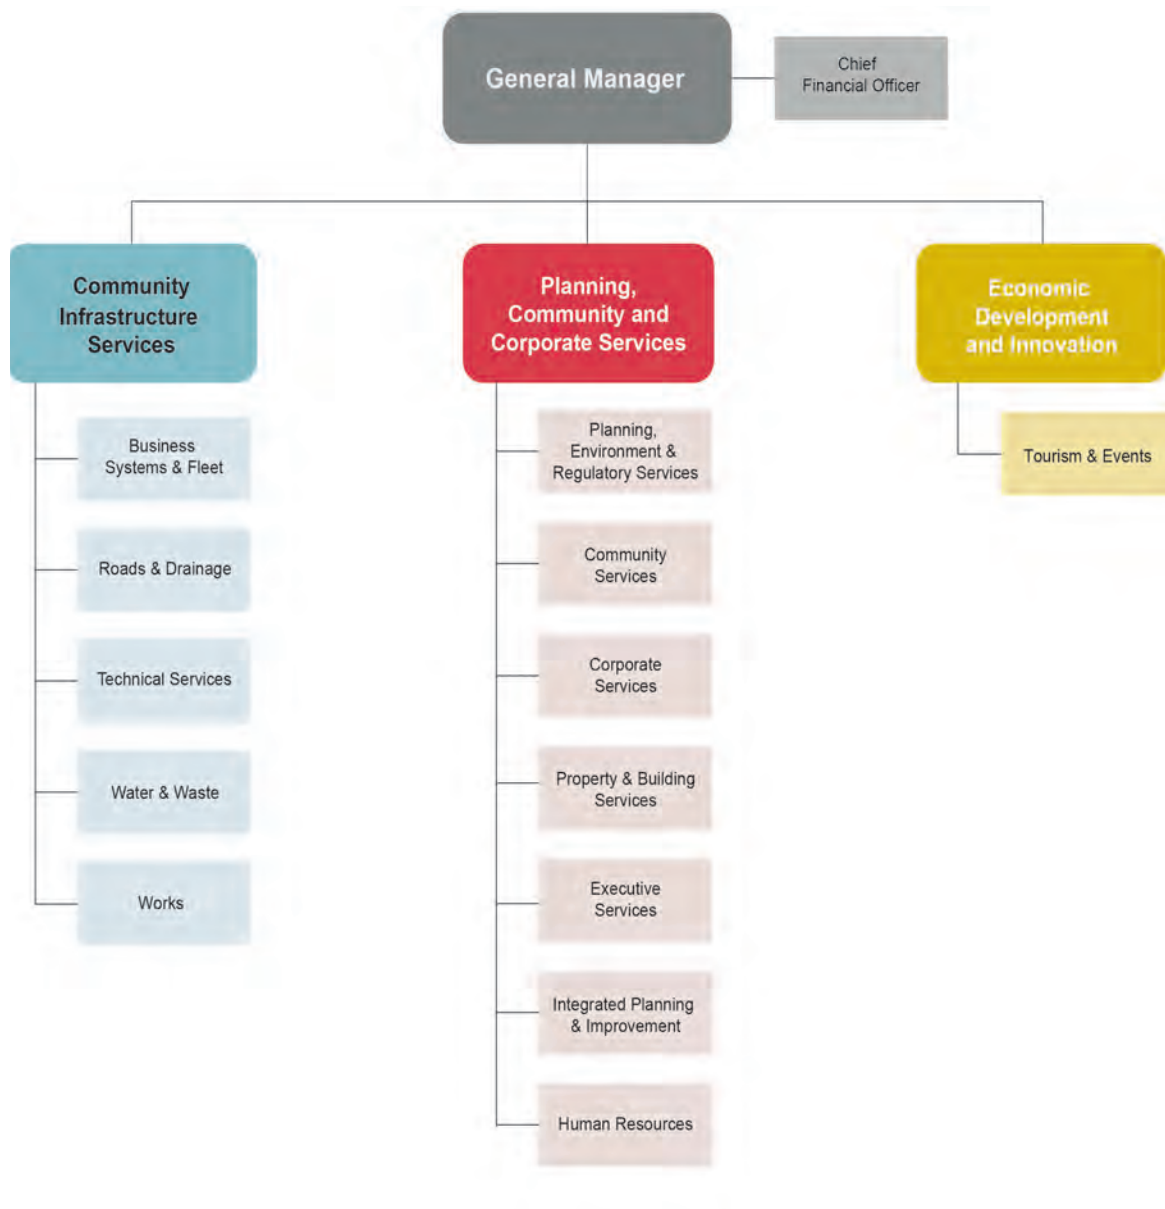 General Manager
Chief
Financial Officer
Community
Infrastructure
Services
Planning,
Community and
Corporate Services
Economic
Development
and Innovation
Business
Systems & Fleet
Roads & Drainage
Technical Services
Water & Waste
Works
Planning,
Environment &
Regulatory Services
Community
Services
Corporate
Services
Property & Building
Services
Executive
Services
Integrated Planning
& Improvement
Human Resources
Tourism & Events